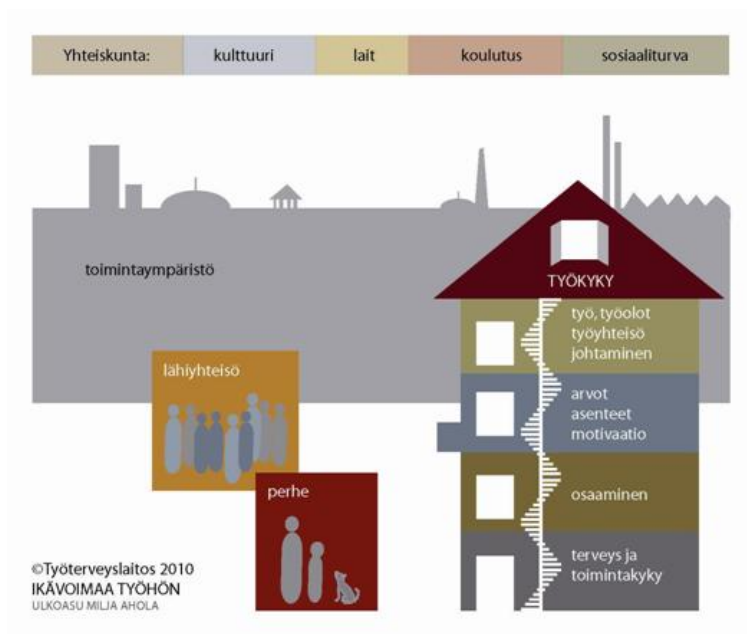 Yhteiskunta: kulttuuri lait koulutus sosiaaliturva
toimintaympäristö
TYÖKYKY
työ, työolot
työyhteisö
johtaminen
lähiyhteisö
arvot
asenteet
motivaatio
perhe
osaaminen
terveys ja
toimintakyky
©Työterveyslaitos 2010
IKÄVOIMAA TYÖHÖN
ULKOASU MILJA AHOLA